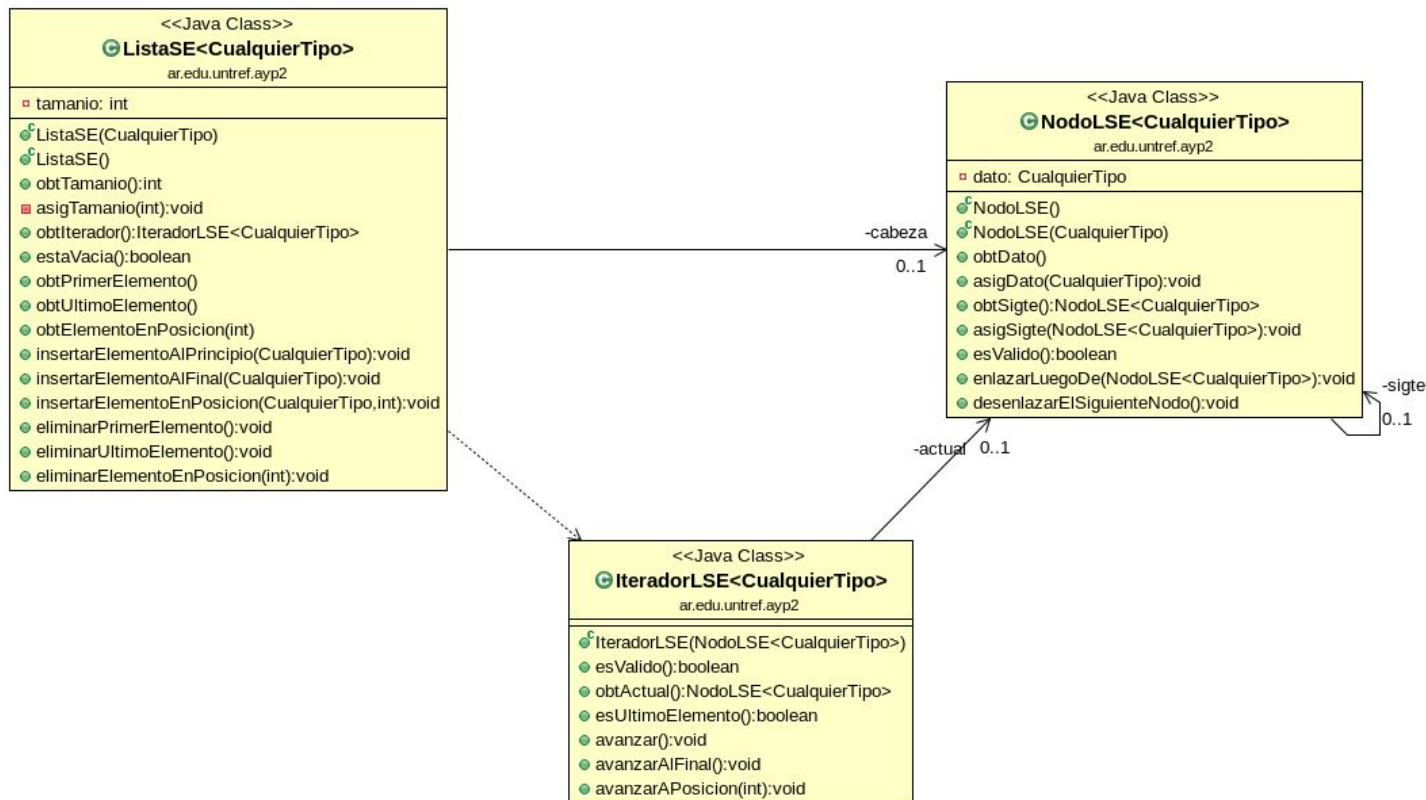 <<Java Class>>
ListaSE<CualquierTipo>
ar.edu.untref.ayp2
tamanio: int
ListaSE(CualquierTipo)
ListaSE()
obtTamanio():int
asigTamanio(int):void
obtIterador():IteradorLSE<CualquierTipo>
estaVacia():boolean
obtPrimerElemento()
obtUltimoElemento()
obtElementoEnPosicion(int)
insertarElementoAlPrincipio(CualquierTipo):void
insertarElementoAlFinal(CualquierTipo):void
insertarElementoEnPosicion(CualquierTipo,int):void
eliminarPrimerElemento():void
eliminarUltimoElemento():void
eliminarElementoEnPosicion(int):void
-cabeza
0..1
<<Java Class>>
NodoLSE<CualquierTipo>
ar.edu.untref.ayp2
dato: CualquierTipo
NodoLSE()
NodoLSE(CualquierTipo)
obtDato()
asigDato(CualquierTipo):void
obtSigte():NodoLSE<CualquierTipo>
asigSigte(NodoLSE<CualquierTipo>):void
esValido():boolean
enlazarLuegoDe(NodoLSE<CualquierTipo>):void
desenlazarElSiguienteNodo():void
-sigte
0..1
-actual
0..1
<<Java Class>>
IteradorLSE<CualquierTipo>
ar.edu.untref.ayp2
IteradorLSE(NodoLSE<CualquierTipo>)
esValido():boolean
obtActual():NodoLSE<CualquierTipo>
esUltimoElemento():boolean
avanzar():void
avanzarAlFinal():void
avanzarAPosicion(int):void